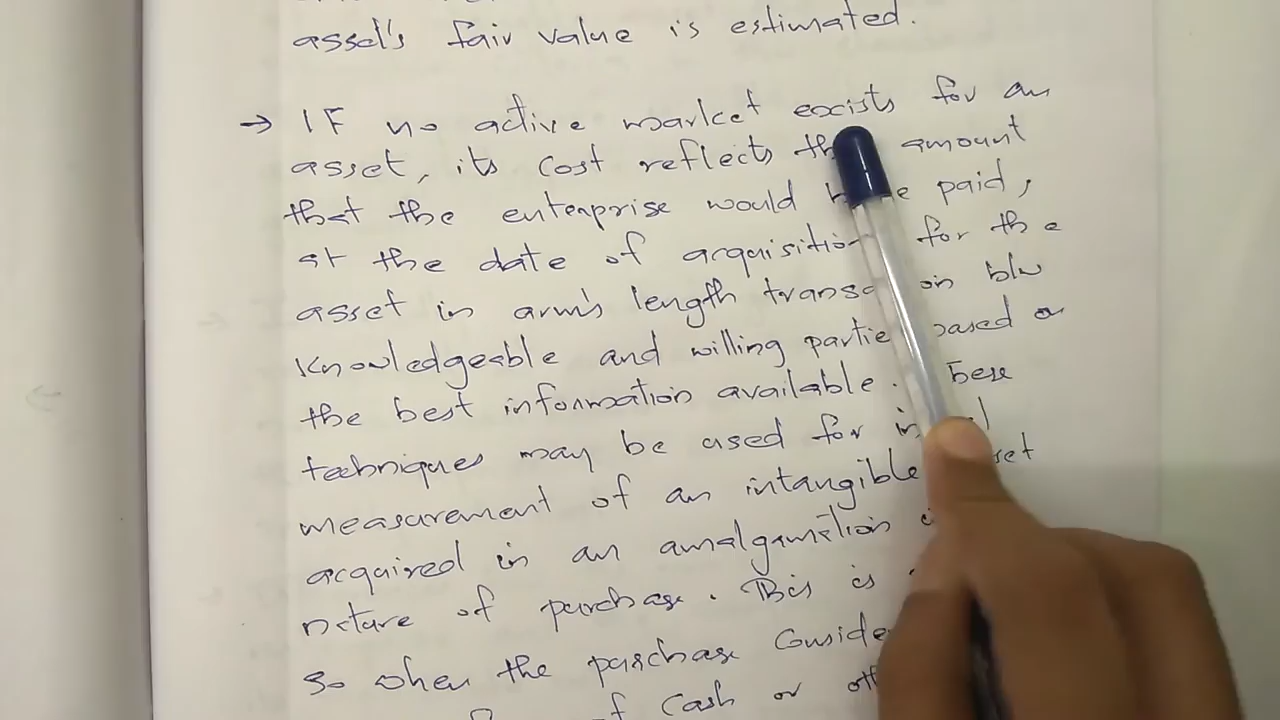 asset's fair value is estimated.
→ IF no active market exists for an
asset, its cost reflects the amount
that the enterprise would have paid,
at the date of acquisition for the
asset in arm's length transaction b/w
knowledgeable and willing parties based on
the best information available. These
techniques may be used for initial
measurement of an intangible asset
acquired in an amalgamation
nature of purchase. This is
so when the purchase
of cash or